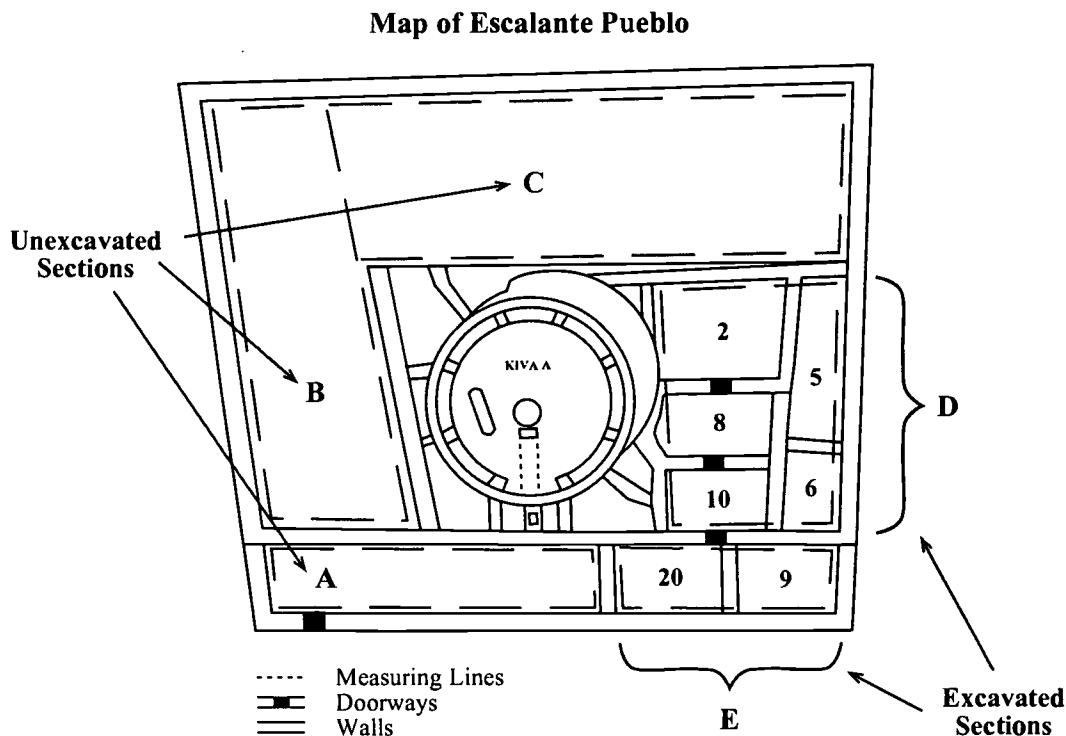 Map of Escalante Pueblo
C
Unexcavated
Sections
2
KIVA A
5
B
D
8
6
10
A
20
9
Measuring Lines
Doorways
Walls
E
Excavated
Sections